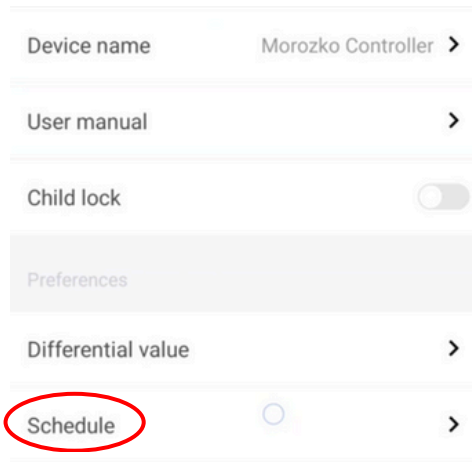 Device name Morozko Controller
User manual
Child lock
Preferences
Differential value
Schedule